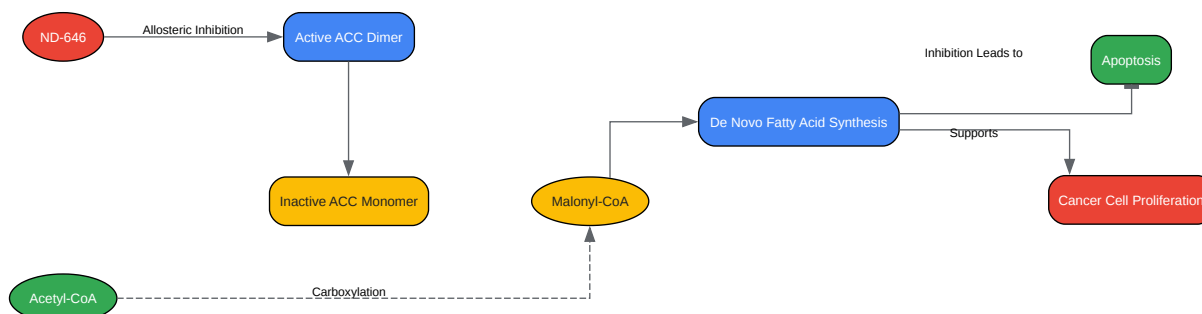 ND-646
Allosteric Inhibition
Active ACC Dimer
Inhibition Leads to
Apoptosis
De Novo Fatty Acid Synthesis
Supports
Inactive ACC Monomer
Malonyl-CoA
Cancer Cell Proliferation
Acetyl-CoA
Carboxylation